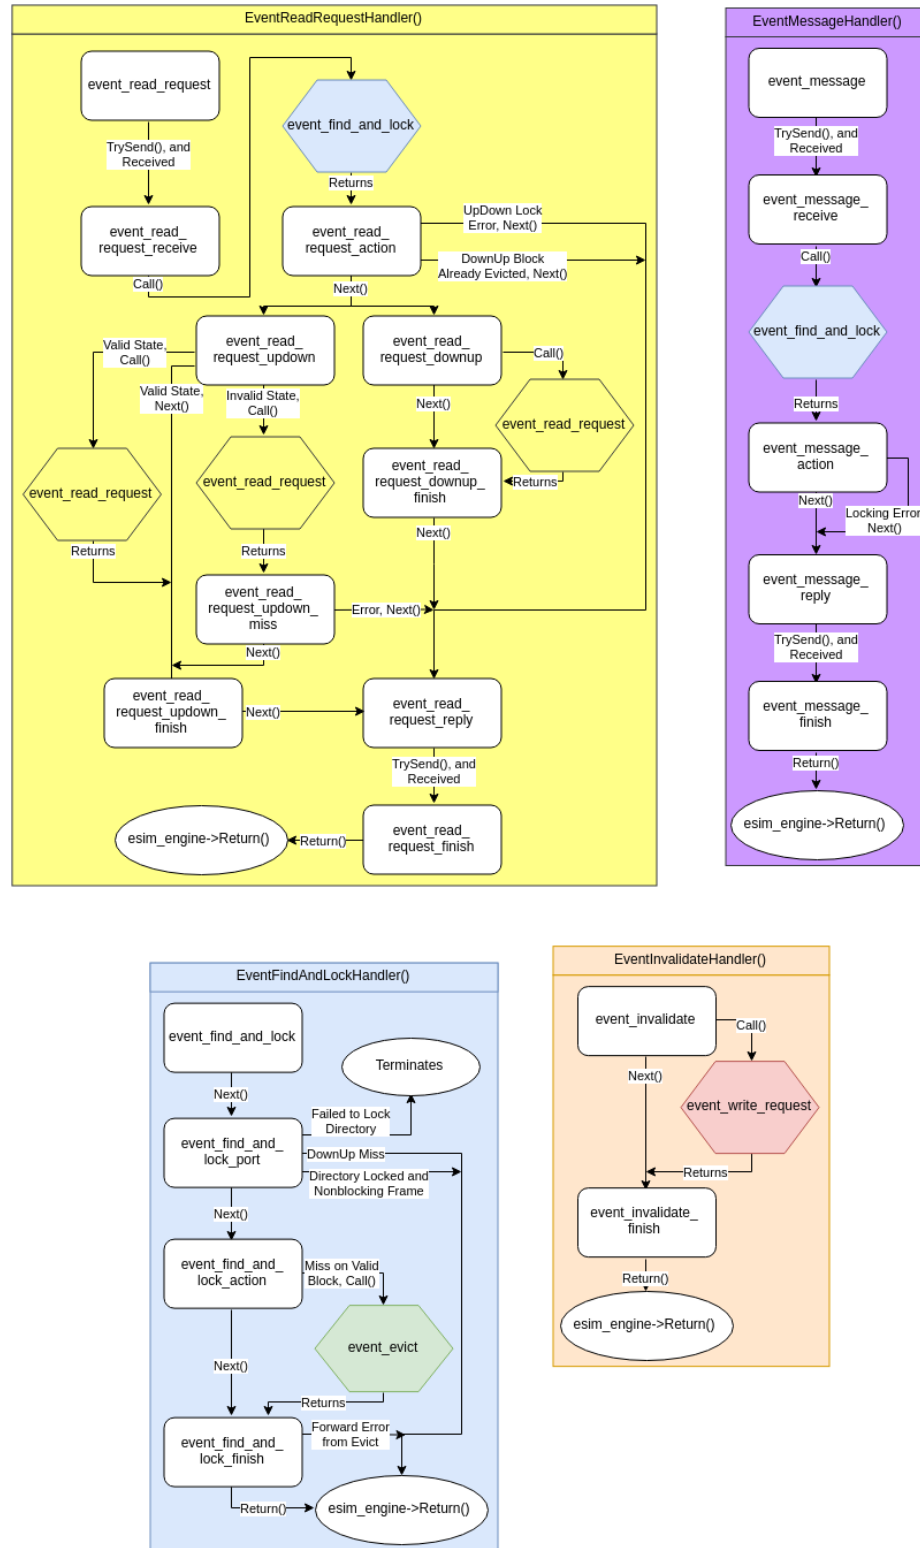 EventReadRequestHandler()
event_read_request
TrySend(), and
Received
event_read_
request_receive
Call()
event_find_and_lock
Returns
event_read_
request_action
UpDown Lock
Error, Next()
DownUp Block
Already Evicted, Next()
Next()
event_read_
request_updown
event_read_
request_downup
Valid State,
Call()
Valid State,
Next()
Invalid State,
Call()
Next()
Call()
event_read_request
event_read_request
event_read_request
event_read_
request_downup_
finish
Returns
Returns
Returns
Next()
event_read_
request_updown_
miss
Error, Next()
Next()
event_read_
request_updown_
finish
Next()
event_read_
request_reply
TrySend(), and
Received
event_read_
request_finish
Return()
esim_engine->Return()
EventMessageHandler()
event_message
TrySend(), and
Received
event_message_
receive
Call()
event_find_and_lock
Returns
event_message_
action
Next()
Locking Error
Next()
event_message_
reply
TrySend(), and
Received
event_message_
finish
Return()
esim_engine->Return()
EventFindAndLockHandler()
event_find_and_lock
Next()
Terminates
Failed to Lock
Directory
event_find_and_
lock_port
DownUp Miss
Directory Locked and
Nonblocking Frame
Next()
event_find_and_
lock_action
Miss on Valid
Block, Call()
event_evict
Next()
Returns
event_find_and_
lock_finish
Forward Error
from Evict
Return()
esim_engine->Return()
EventInvalidateHandler()
event_invalidate
Call()
Next()
event_write_request
Returns
event_invalidate_
finish
Return()
esim_engine->Return()